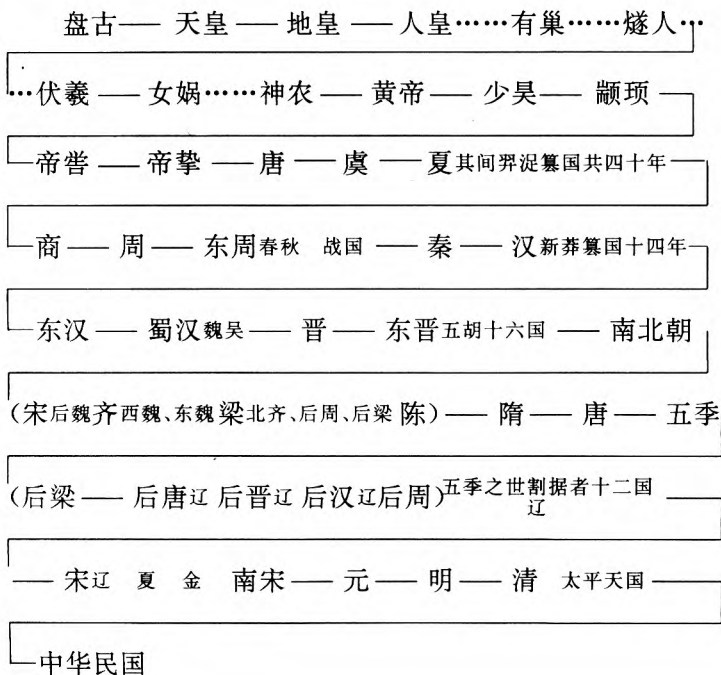 盘古——天皇——地皇——人皇……有巢……燧人…
…伏羲——女娲……神农——黄帝——少昊——颛顼
帝喾——帝挚——唐——虞——夏其间羿浞篡国共四十年——
商——周——东周春秋 战国——秦——汉新莽篡国十四年
东汉——蜀汉魏吴——晋——东晋五胡十六国——南北朝
(宋后魏齐西魏、东魏梁北齐、后周、后梁陈)——隋——唐——五季
(后梁——后唐辽 后晋辽 后汉辽后周)五季之世割据者十二国
辽
——宋辽 夏 金 南宋——元——明——清 太平天国——
中华民国